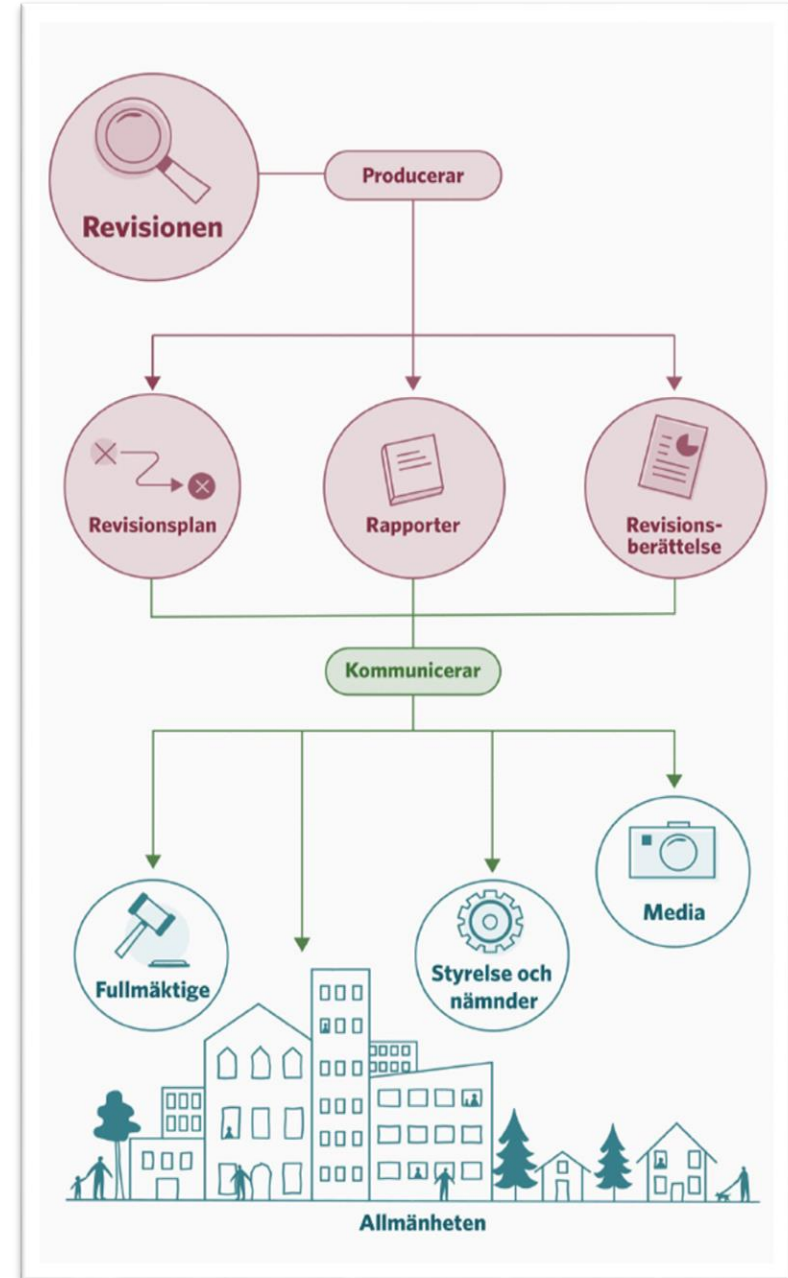 Revisionen
Producerar
Revisionsplan
Rapporter
Revisions-
berättelse
Kommunicerar
Fullmäktige
Styrelse och
nämnder
Media
Allmänheten